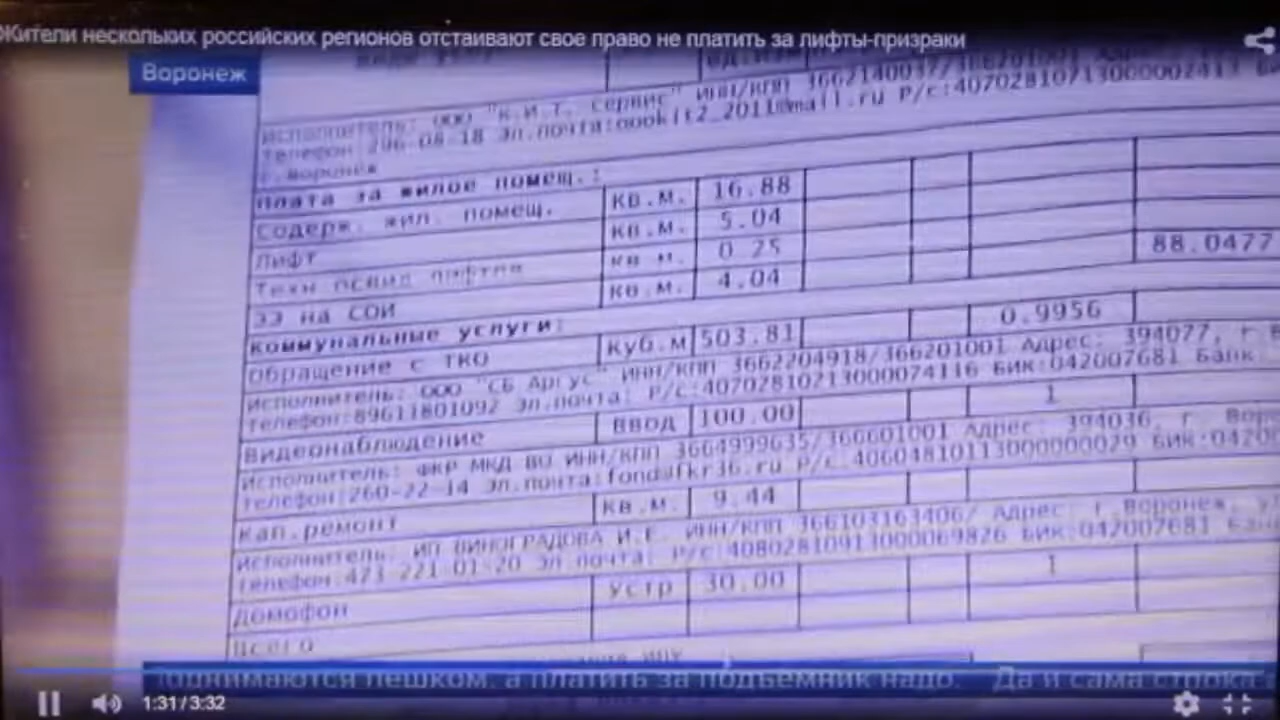 Жители нескольких российских регионов отстаивают свое право не платить за лифты-призраки
Воронеж
Исполнитель: ООО "К.И.Т. сервис" ИНН/КПП 3662140037/366201001 Адрес:
телефон:296-08-18 Эл.почта:oookit2_2011@mail.ru Р/с:40702810713000002413
г.Воронеж
Плата за жилое помещ.:
Содерж. жил. помещ. кв.м. 16.88
Лифт кв.м. 5.04
Техн кв.м. 0.25
ЭЭ на СОИ кв.м. 4.04 88.0477
Коммунальные услуги:
Обращение с ТКО куб.м 503.81 0.9956
Исполнитель: ООО "СБ Аргус" ИНН/КПП 3662204918/366201001 Адрес: 394077, г.
телефон:89611801092 Эл.почта: Р/с:40702810213000074116 БИК:042007681 Банк:
Видеонаблюдение Ввод 100.00 1
Исполнитель: ФКР МКД ВО ИНН/КПП 3664999635/366601001 Адрес: 394036, г. Воро
телефон:260-22-14 Эл.почта:fond@fkr36.ru Р/с:40604810113000000029 БИК:04200
Кап.ремонт кв.м. 9.44
Исполнитель: ИП ВИНОГРАДОВА И.Е. ИНН/КПП 366103163406/ Адрес: г.Воронеж, ул
телефон:473-221-01-20 Эл.почта: Р/с:40802810913000069826 БИК:042007681 Бан
Домофон Устр 30.00 1
Всего
поднимаются пешком, а платить за подъемник надо. Да и сама строка
1:31 / 3:32